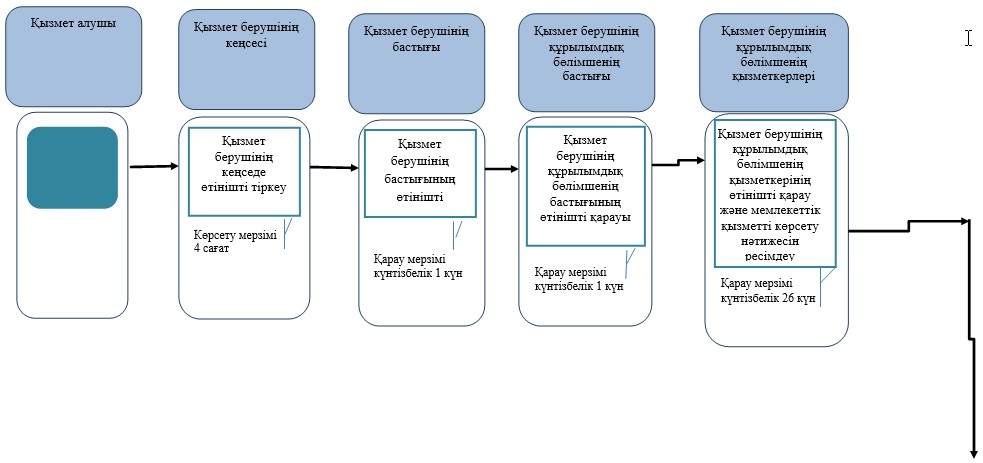 Қызмет алушы
Қызмет берушінің
кеңсесі
Қызмет берушінің
бастығы
Қызмет берушінің
құрылымдық
бөлімшенің
бастығы
Қызмет берушінің
құрылымдық
бөлімшенің
қызметкерлері
Қызмет
берушінің
кеңседе
өтінішті тіркеу
Көрсету мерзімі
4 сағат
Қызмет
берушінің
бастығының
өтінішті
Қарау мерзімі
күнтізбелік 1 күн
Қызмет
берушінің
құрылымдық
бөлімшенің
бастығының
өтінішті қарауы
Қарау мерзімі
күнтізбелік 1 күн
Қызмет берушінің
құрылымдық
бөлімшенің
қызметкерінің
өтінішті қарау
және мемлекеттік
қызметті көрсету
нәтижесін
ресімдеу
Қарау мерзімі
күнтізбелік 26 күн